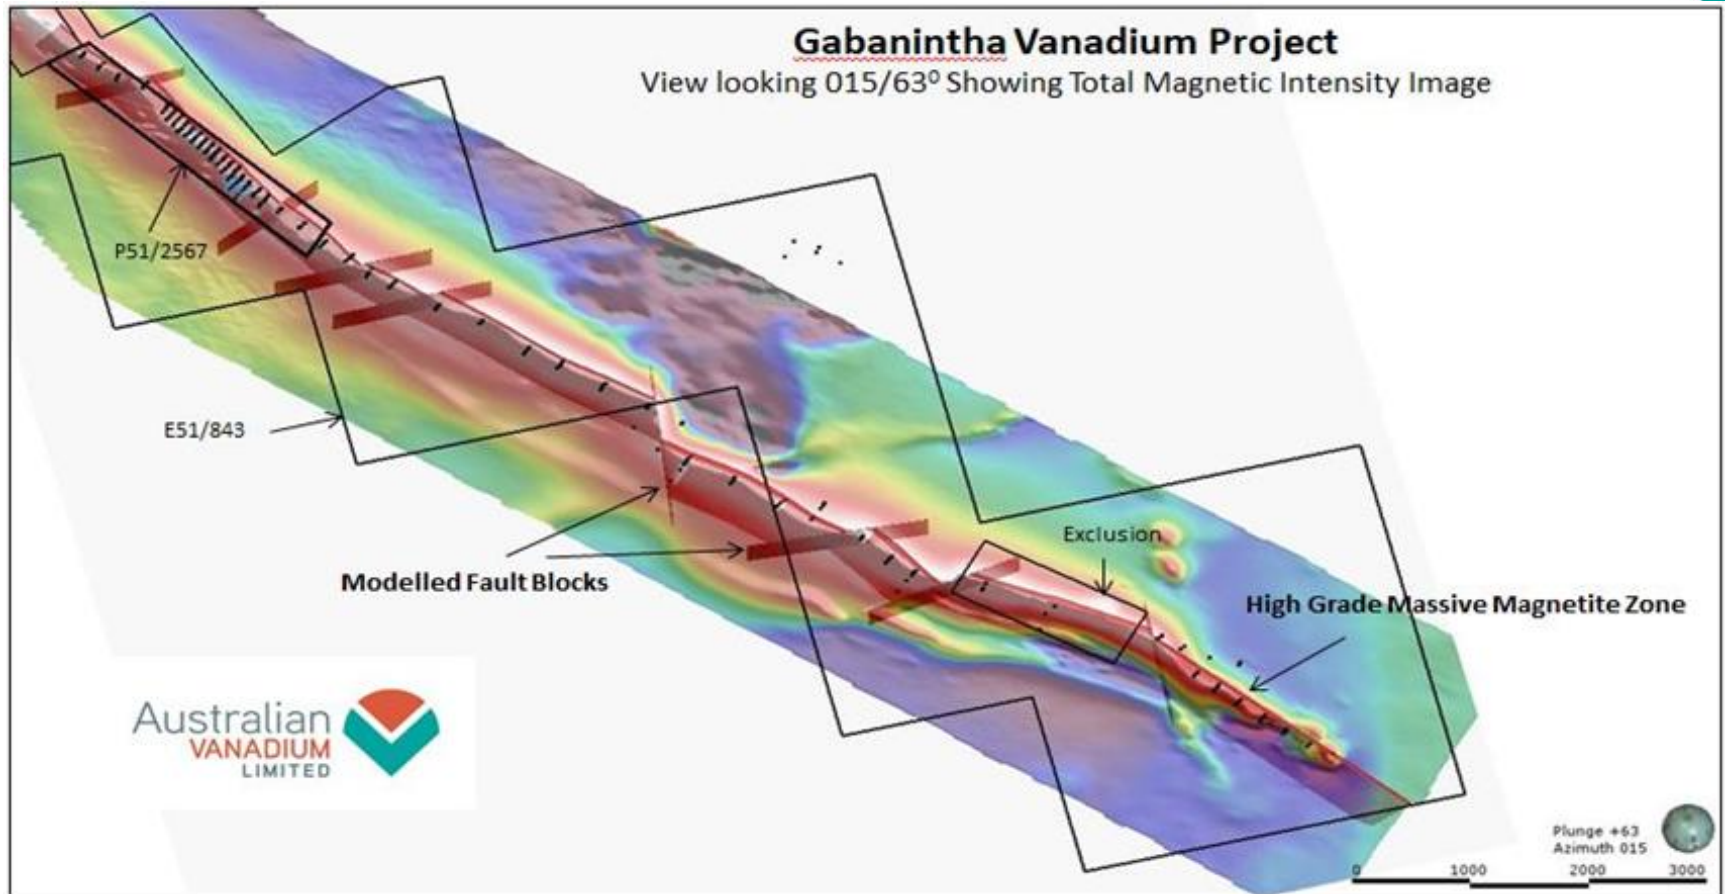 Gabanintha Vanadium Project
View looking 015/63⁰ Showing Total Magnetic Intensity Image
P51/2567
E51/843
Exclusion
Modelled Fault Blocks
High Grade Massive Magnetite Zone
Australian
VANADIUM
LIMITED
Plunge +63
Azimuth 015
0 1000 2000 3000